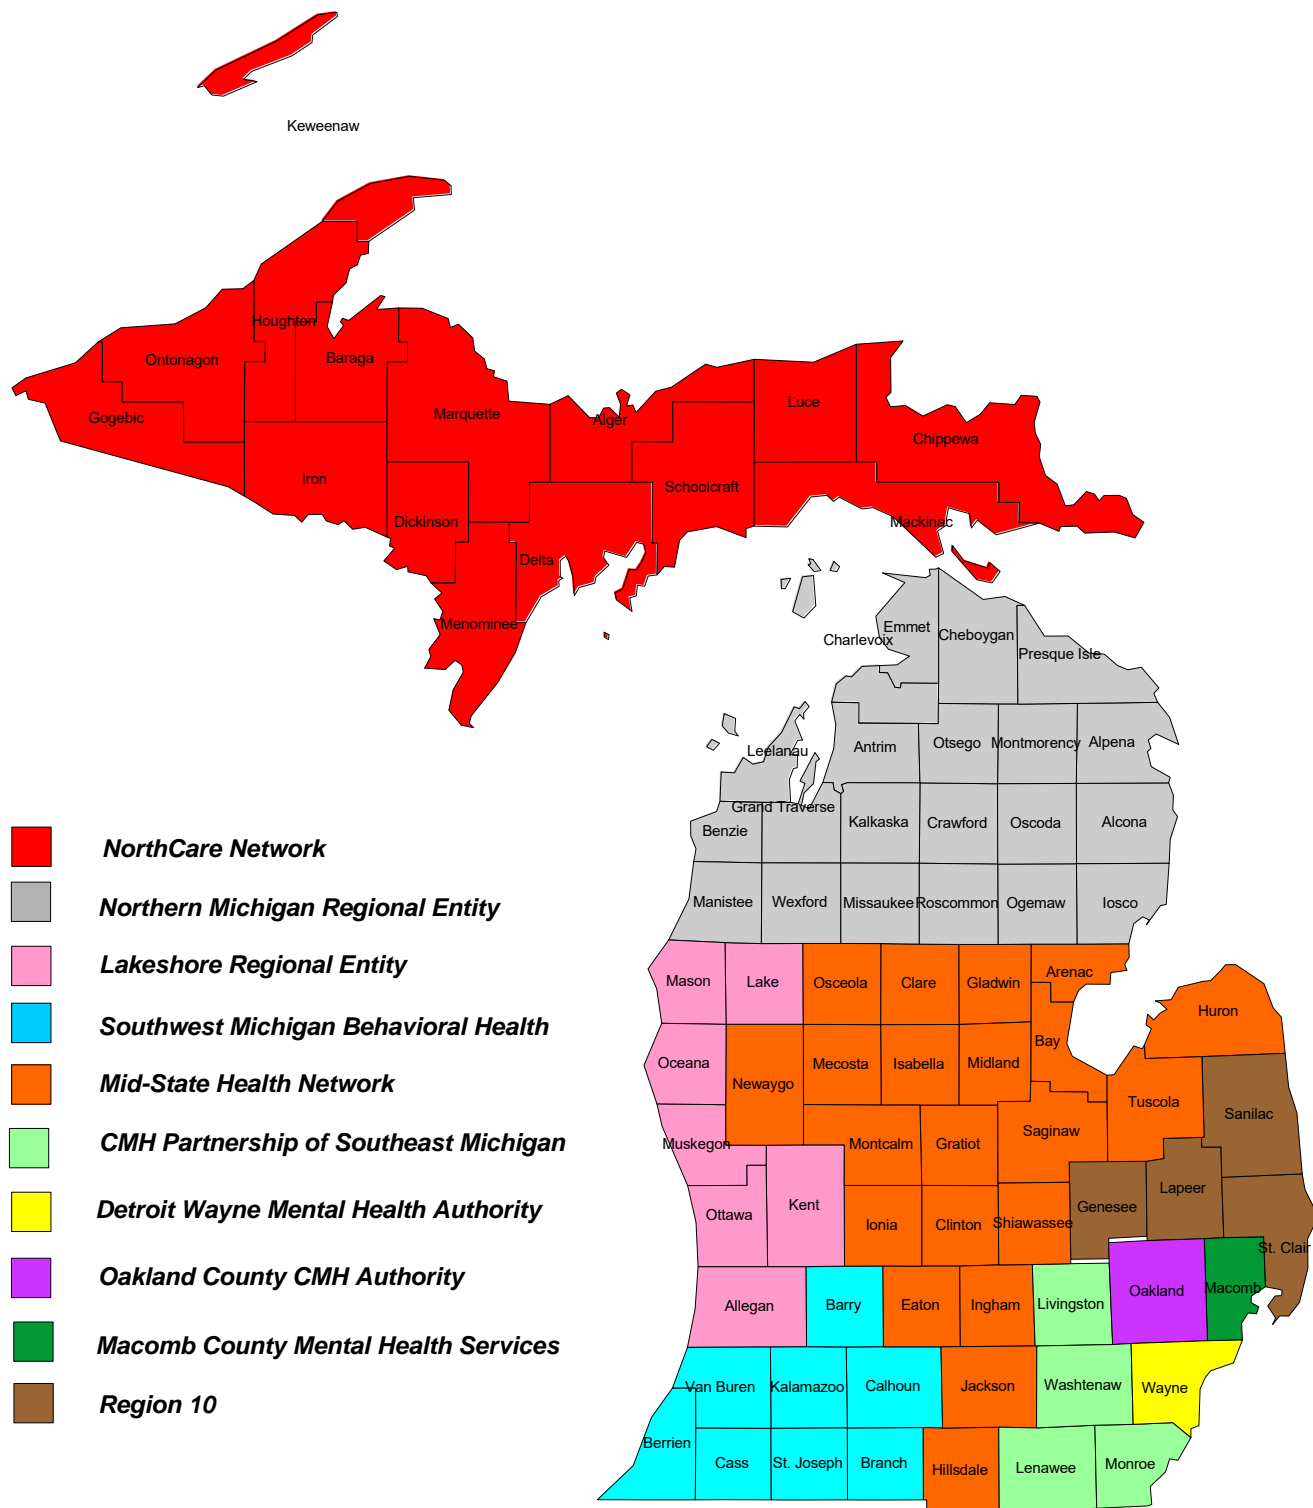 Keweenaw
Houghton
Ontonagon
Baraga
Gogebic
Marquette
Alger
Luce
Chippewa
Iron
Schoolcraft
Dickinson
Mackinac
Delta
Menominee
Emmet
Charlevoix
Cheboygan
Presque Isle
Leelanau
Antrim
Otsego
Montmorency
Alpena
Grand Traverse
Benzie
Kalkaska
Crawford
Oscoda
Alcona
Manistee
Wexford
Missaukee
Roscommon
Ogemaw
Iosco
Mason
Lake
Osceola
Clare
Gladwin
Arenac
Huron
Oceana
Newaygo
Mecosta
Isabella
Midland
Bay
Tuscola
Sanilac
Muskegon
Montcalm
Gratiot
Saginaw
Genesee
Lapeer
Ottawa
Kent
Ionia
Clinton
Shiawassee
St. Clair
Allegan
Barry
Eaton
Ingham
Livingston
Oakland
Macomb
Van Buren
Kalamazoo
Calhoun
Jackson
Washtenaw
Wayne
Berrien
Cass
St. Joseph
Branch
Hillsdale
Lenawee
Monroe
NorthCare Network
Northern Michigan Regional Entity
Lakeshore Regional Entity
Southwest Michigan Behavioral Health
Mid-State Health Network
CMH Partnership of Southeast Michigan
Detroit Wayne Mental Health Authority
Oakland County CMH Authority
Macomb County Mental Health Services
Region 10